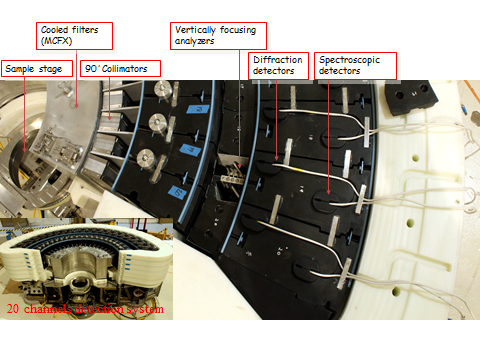 Cooled filters
(MCFX)
Vertically focusing
analyzers
Sample stage
90˚Collimators
Diffraction
detectors
Spectroscopic
detectors
20 channels detection system